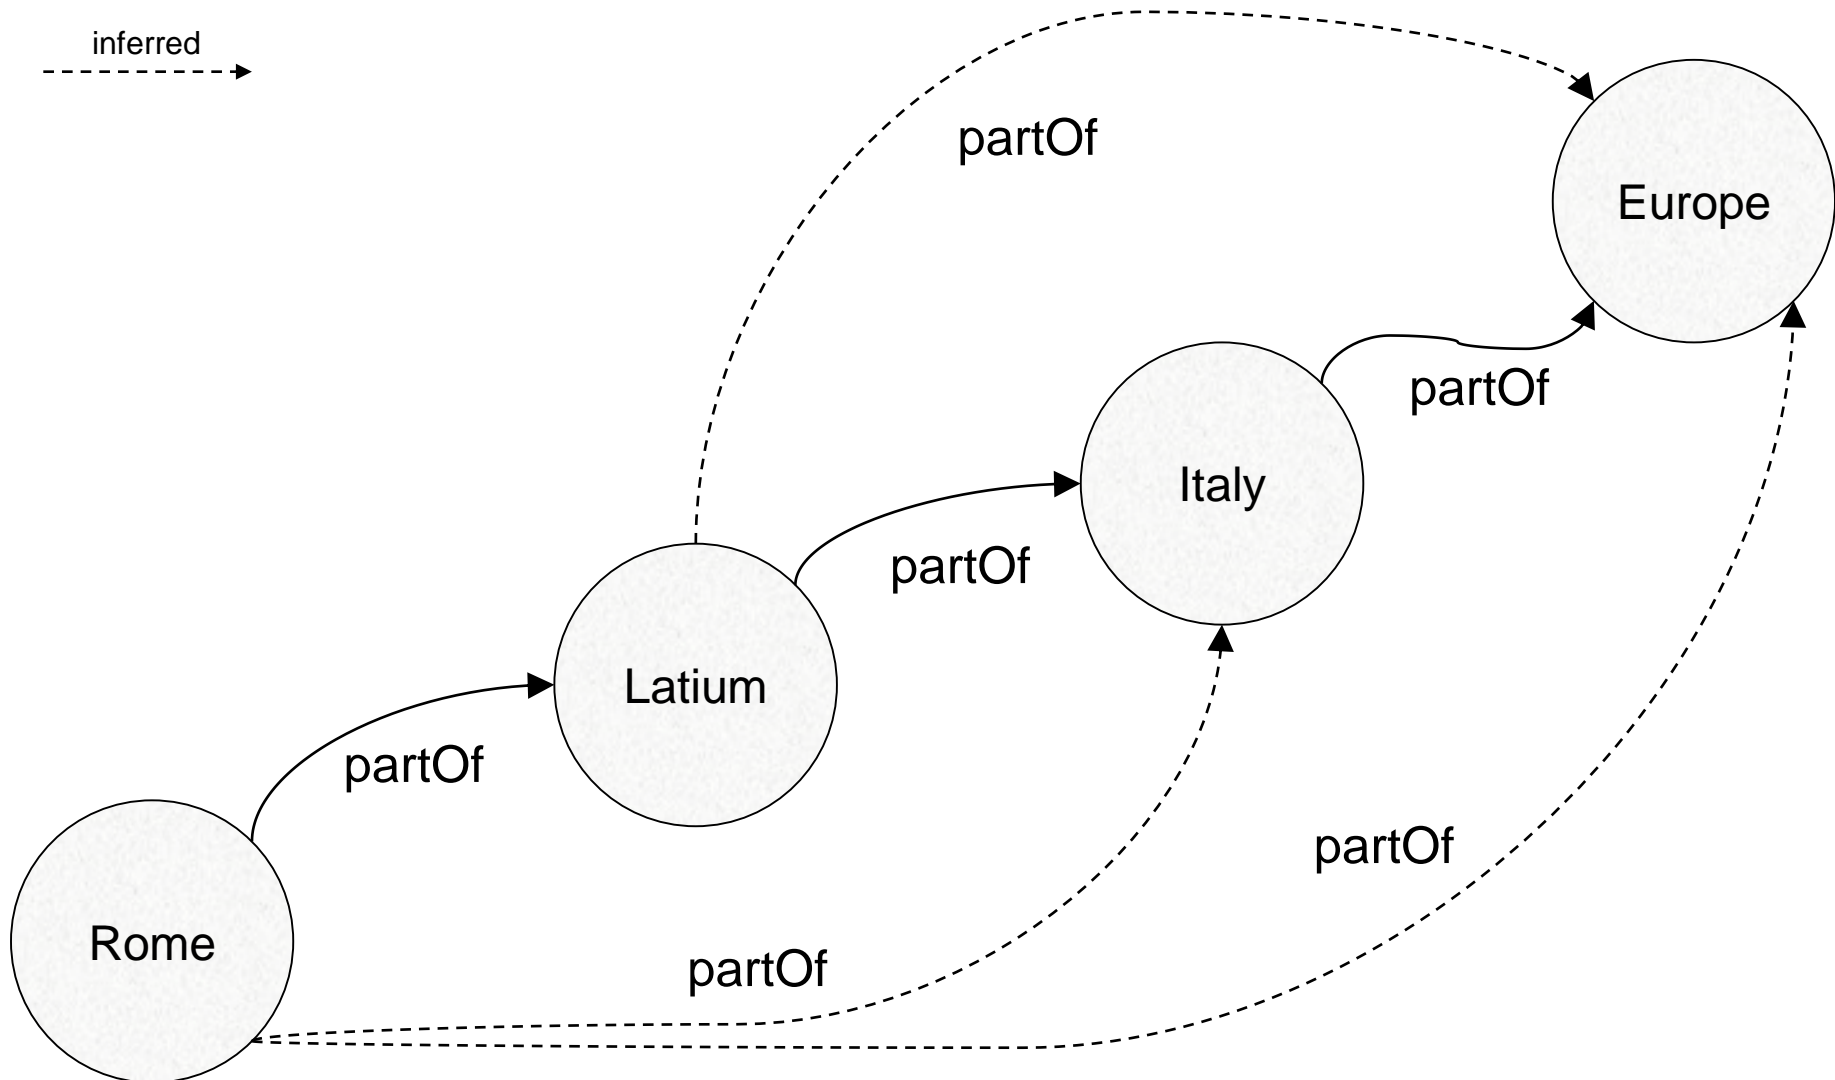 inferred
partOf
Europe
partOf
Italy
partOf
Latium
partOf
partOf
Rome
partOf